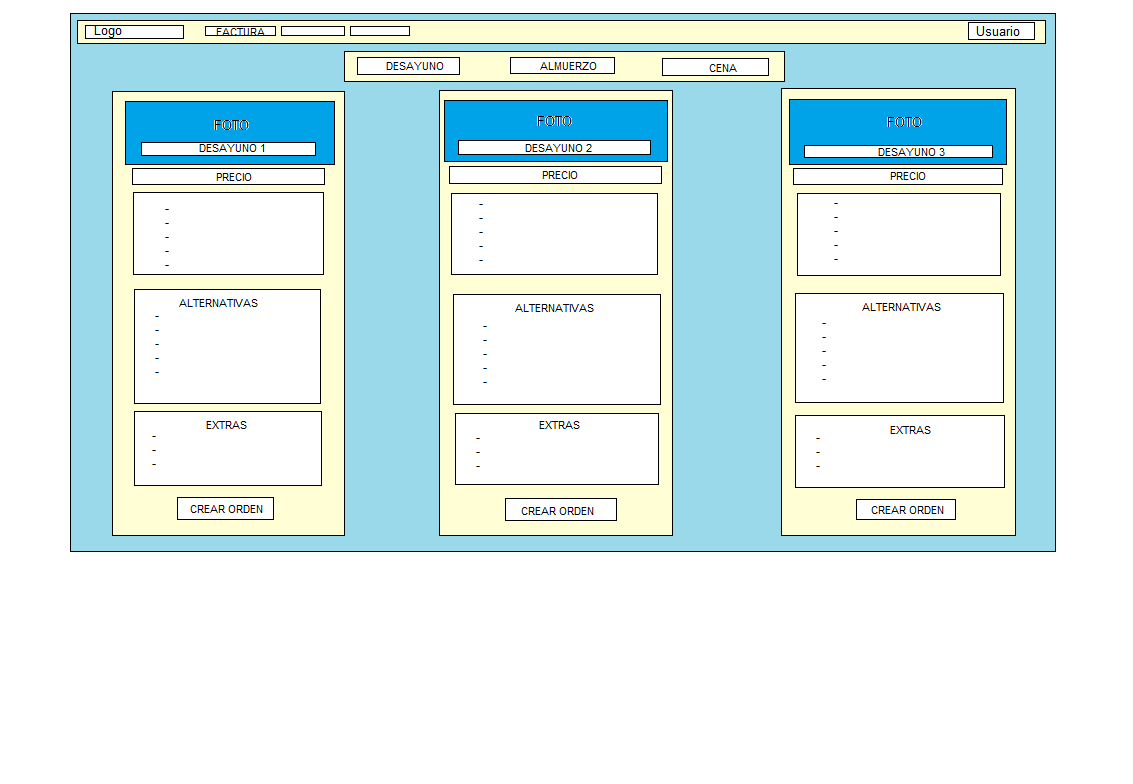 Logo
FACTURA
Usuario
DESAYUNO
ALMUERZO
CENA
FOTO
DESAYUNO 1
PRECIO
-
-
-
-
-
ALTERNATIVAS
-
-
-
-
-
EXTRAS
-
-
-
CREAR ORDEN
FOTO
DESAYUNO 2
PRECIO
-
-
-
-
-
ALTERNATIVAS
-
-
-
-
-
EXTRAS
-
-
-
CREAR ORDEN
FOTO
DESAYUNO 3
PRECIO
-
-
-
-
-
ALTERNATIVAS
-
-
-
-
-
EXTRAS
-
-
-
CREAR ORDEN